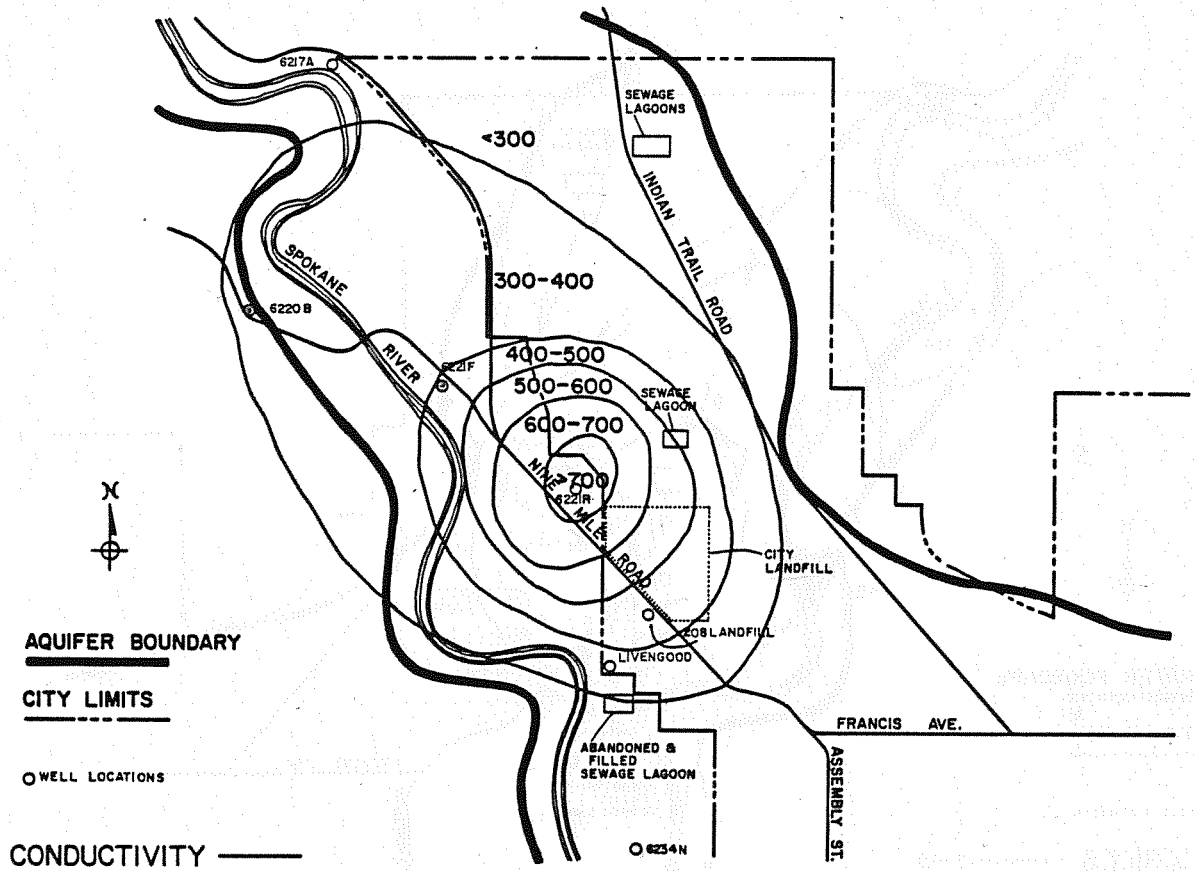 6217A
SEWAGE
LAGOONS
<300
INDIAN TRAIL ROAD
SPOKANE
RIVER
300-400
6220B
400-500
6221F
500-600
SEWAGE
LAGOON
600-700
>700
6221R
NINE MILE ROAD
N
CITY
LANDFILL
208 LANDFILL
LIVENGOOD
AQUIFER BOUNDARY
CITY LIMITS
WELL LOCATIONS
CONDUCTIVITY
ABANDONED &
FILLED
SEWAGE LAGOON
FRANCIS AVE.
ASSEMBLY ST.
6234N